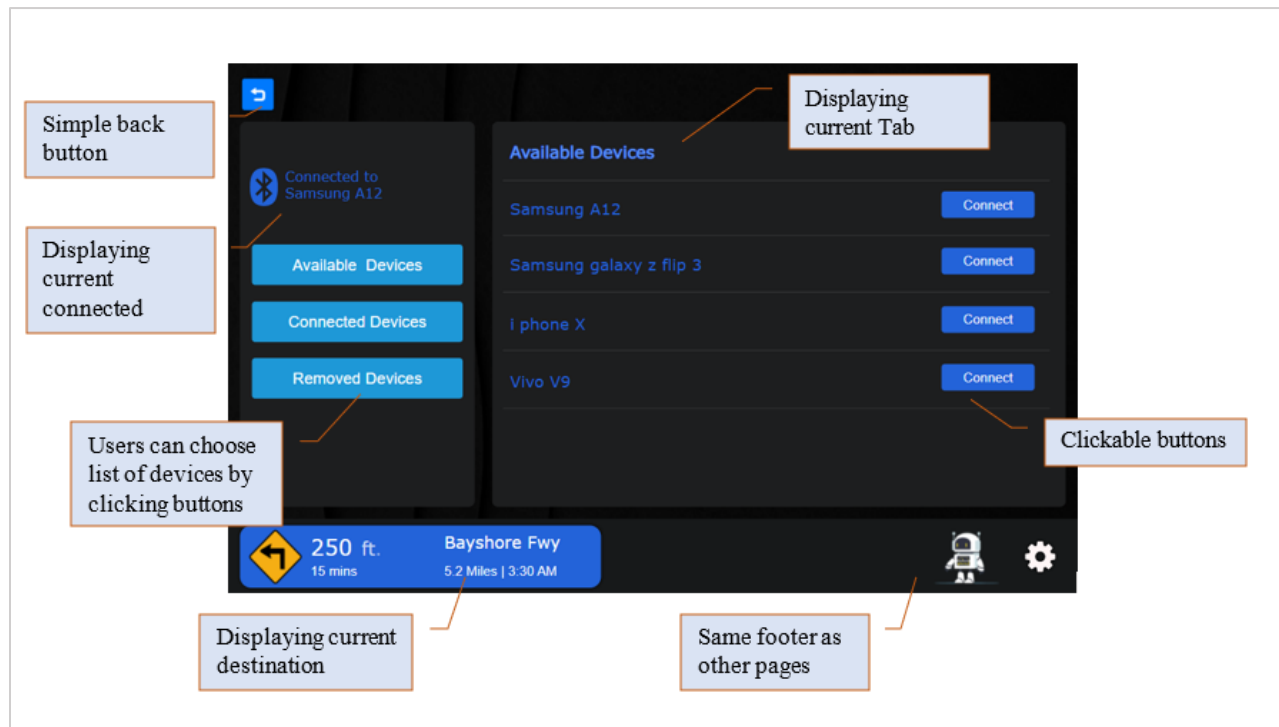 Simple back
button
Displaying
current Tab
Connected to
Samsung A12
Displaying
current
connected
Available Devices
Connected Devices
Removed Devices
Users can choose
list of devices by
clicking buttons
Available Devices
Samsung A12
Connect
Samsung galaxy z flip 3
Connect
i phone X
Connect
Vivo V9
Connect
Clickable buttons
250 ft.
15 mins
Bayshore Fwy
5.2 Miles | 3:30 AM
Displaying current
destination
Same footer as
other pages